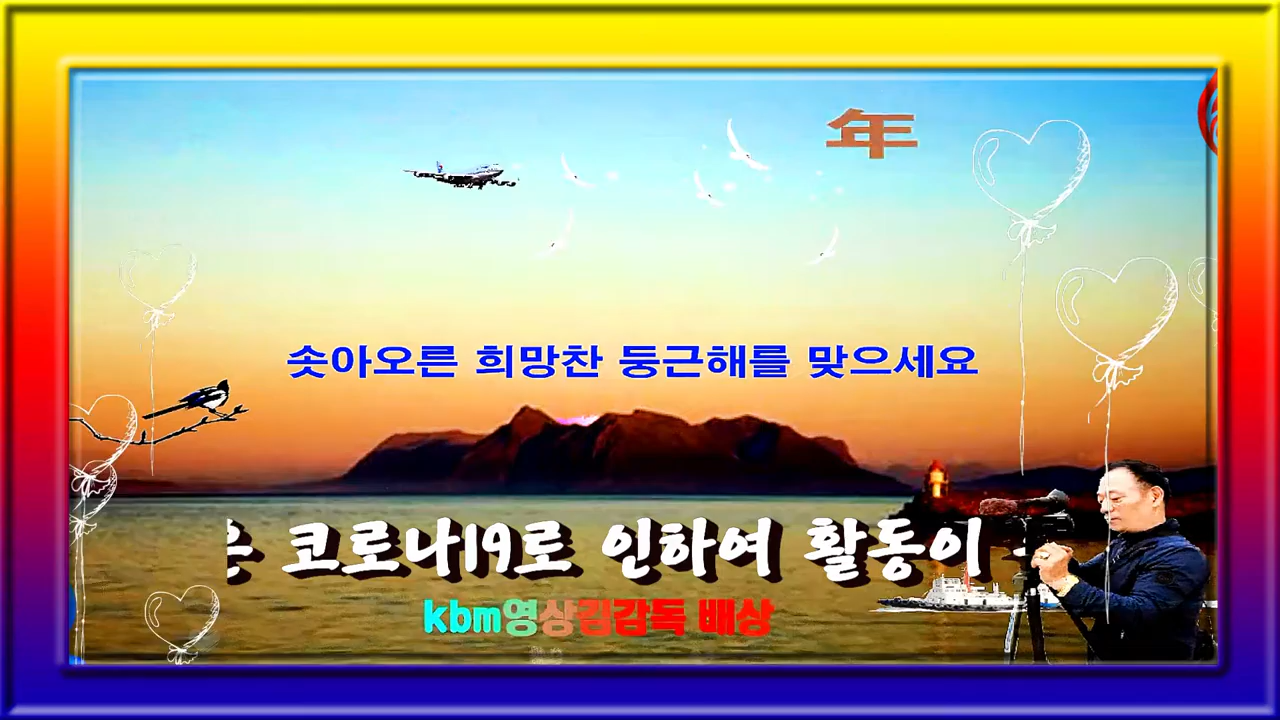 年
솟아오른 희망찬 둥근해를 맞으세요
코로나19로 인하여 활동이
kbm영상김감독 배상